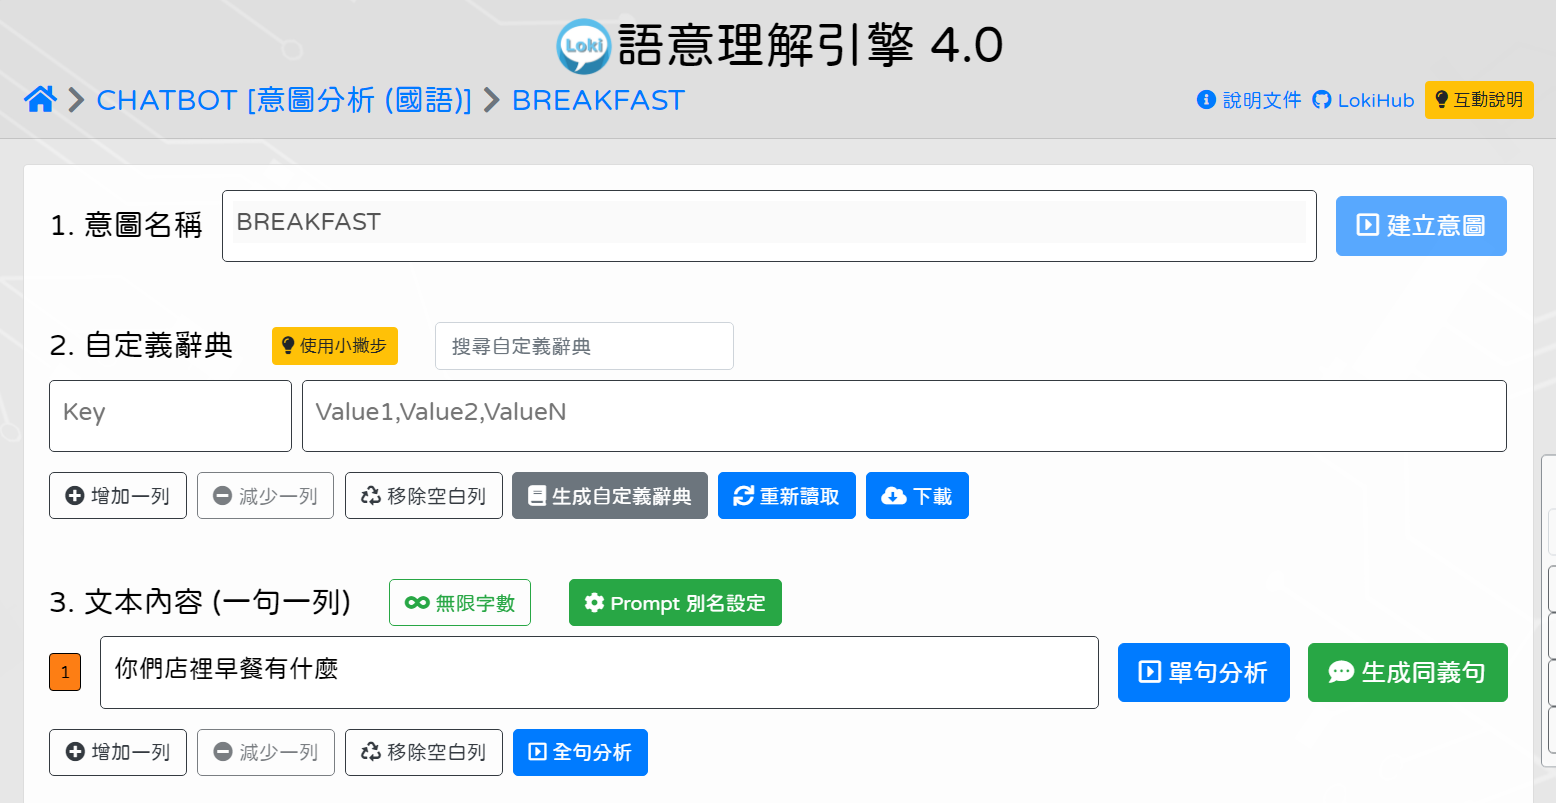 Loki 語意理解引擎 4.0
CHATBOT [意圖分析 (國語)] BREAKFAST
說明文件 LokiHub 互動說明
1. 意圖名稱 BREAKFAST 建立意圖
2. 自定義辭典 使用小撇步 搜尋自定義辭典
Key Value1,Value2,ValueN
增加一列 減少一列 移除空白列 生成自定義辭典 重新讀取 下載
3. 文本內容 (一句一列) 無限字數 Prompt 別名設定
1 你們店裡早餐有什麼 單句分析 生成同義句
增加一列 減少一列 移除空白列 全句分析